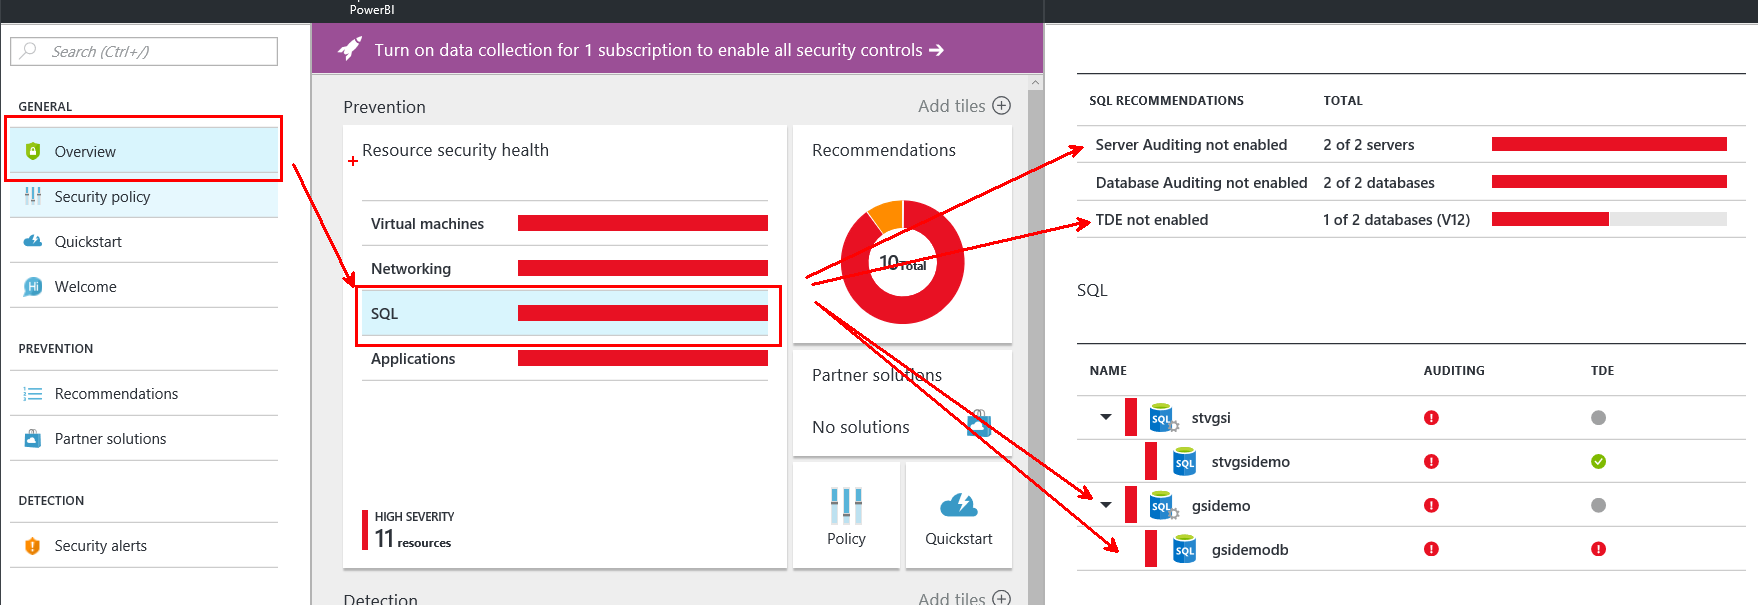 PowerBI
Search (Ctrl+/)
GENERAL
Overview
Security policy
Quickstart
Welcome
PREVENTION
Recommendations
Partner solutions
DETECTION
Security alerts
Turn on data collection for 1 subscription to enable all security controls →
Prevention
Add tiles
Resource security health
Virtual machines
Networking
SQL
Applications
HIGH SEVERITY
11 resources
Recommendations
10 Total
Partner solutions
No solutions
Policy
Quickstart
Detection
Add tiles
SQL RECOMMENDATIONS TOTAL
Server Auditing not enabled 2 of 2 servers
Database Auditing not enabled 2 of 2 databases
TDE not enabled 1 of 2 databases (V12)
SQL
NAME AUDITING TDE
SQL stvgsi
SQL stvgsidemo
SQL gsidemo
SQL gsidemodb